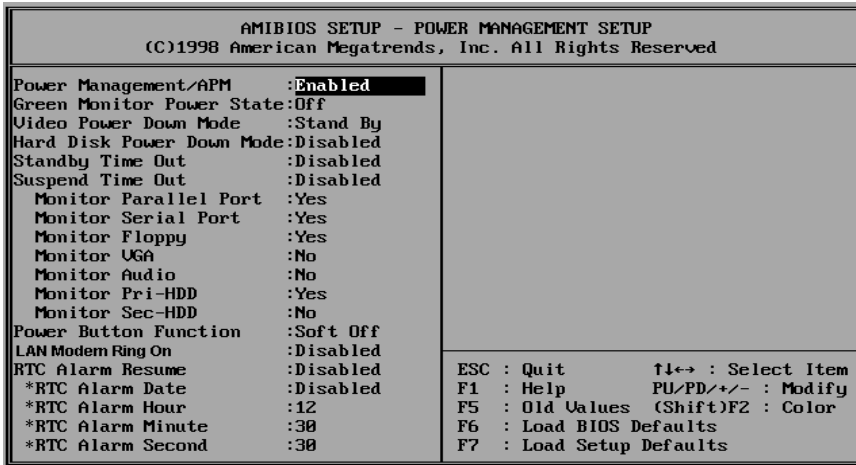 AMIBIOS SETUP - POWER MANAGEMENT SETUP
(C)1998 American Megatrends, Inc. All Rights Reserved
Power Management/APM :Enabled
Green Monitor Power State:Off
Video Power Down Mode :Stand By
Hard Disk Power Down Mode:Disabled
Standby Time Out :Disabled
Suspend Time Out :Disabled
Monitor Parallel Port :Yes
Monitor Serial Port :Yes
Monitor Floppy :Yes
Monitor VGA :No
Monitor Audio :No
Monitor Pri-HDD :Yes
Monitor Sec-HDD :No
Power Button Function :Soft Off
LAN Modem Ring On :Disabled
RTC Alarm Resume :Disabled
*RTC Alarm Date :Disabled
*RTC Alarm Hour :12
*RTC Alarm Minute :30
*RTC Alarm Second :30
ESC : Quit ↑↓←→ : Select Item
F1 : Help PU/PD/+/- : Modify
F5 : Old Values (Shift)F2 : Color
F6 : Load BIOS Defaults
F7 : Load Setup Defaults